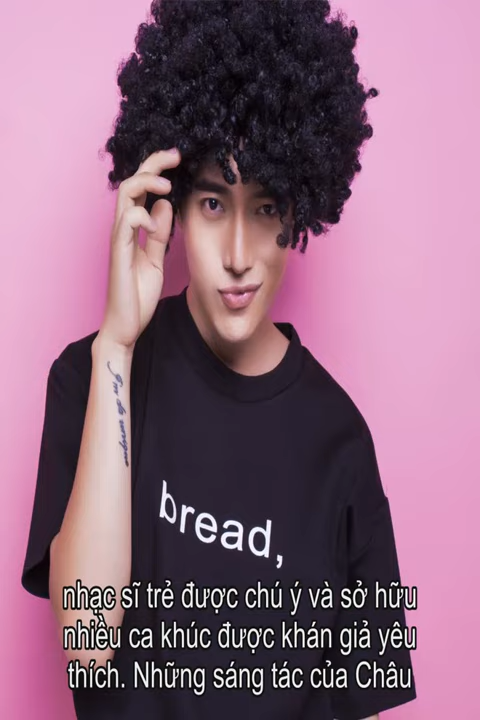 bread,
nhạc sĩ trẻ được chú ý và sở hữu
nhiều ca khúc được khán giả yêu
thích. Những sáng tác của Châu